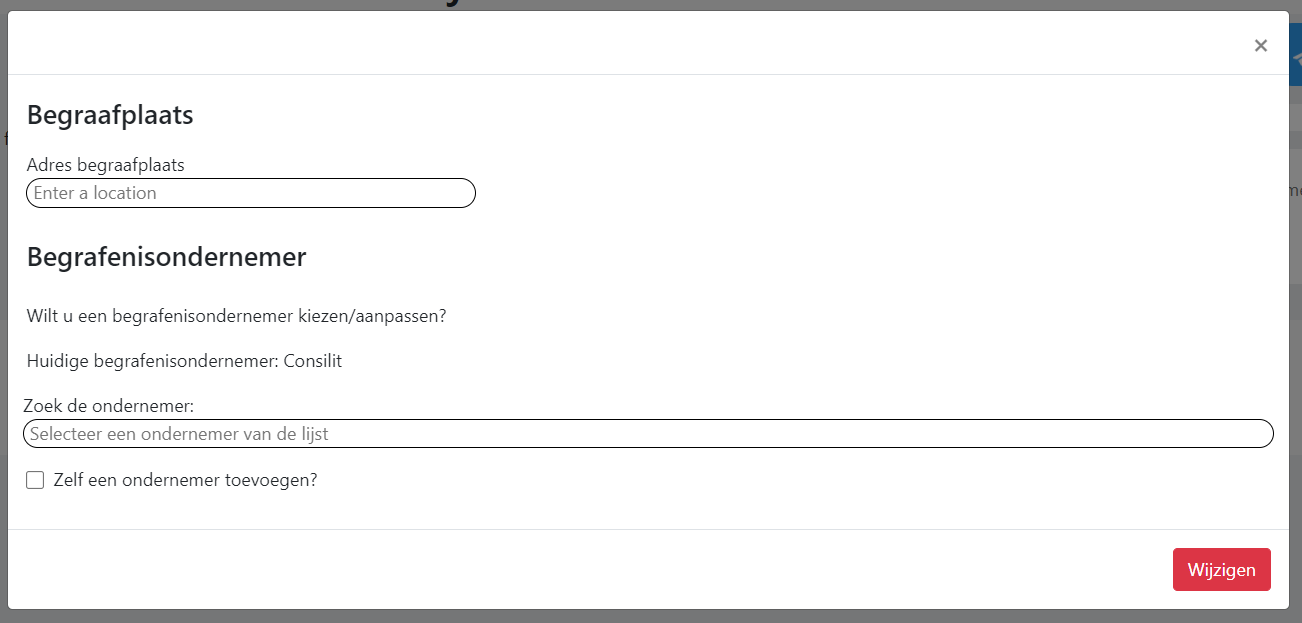 ×
Begraafplaats
Adres begraafplaats
Enter a location
Begrafenisondernemer
Wilt u een begrafenisondernemer kiezen/aanpassen?
Huidige begrafenisondernemer: Consilit
Zoek de ondernemer:
Selecteer een ondernemer van de lijst
Zelf een ondernemer toevoegen?
Wijzigen